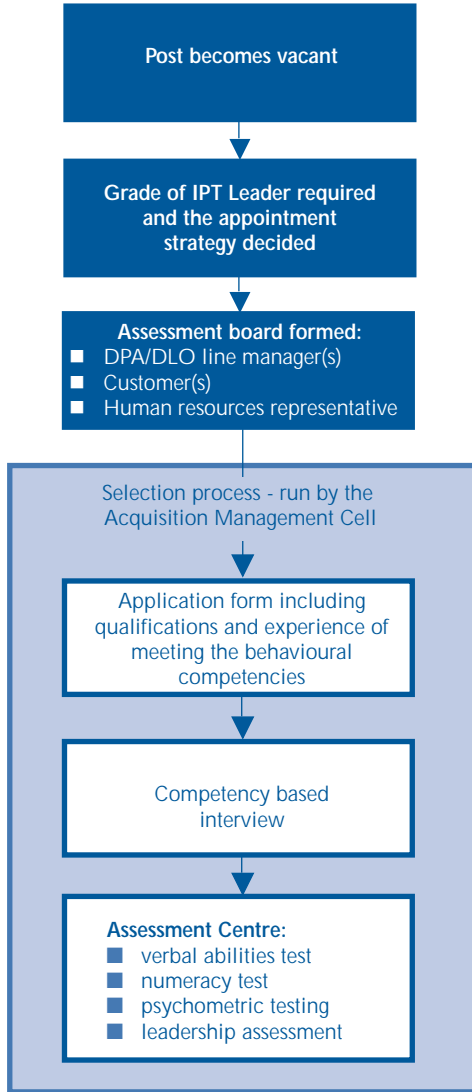 Post becomes vacant
Grade of IPT Leader required
and the appointment
strategy decided
Assessment board formed:
DPA/DLO line manager(s)
Customer(s)
Human resources representative
Selection process - run by the
Acquisition Management Cell
Application form including
qualifications and experience of
meeting the behavioural
competencies
Competency based
interview
Assessment Centre:
verbal abilities test
numeracy test
psychometric testing
leadership assessment